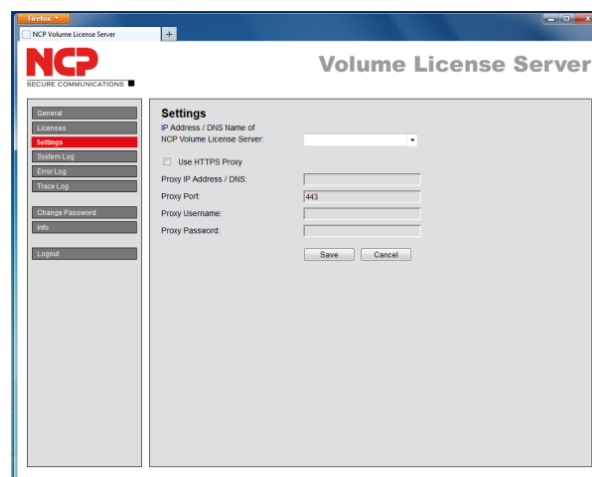 Firefox
NCP Volume License Server
NCP
SECURE COMMUNICATIONS
Volume License Server
General
Licenses
Settings
System Log
Error Log
Trace Log
Change Password
Info
Logout
Settings
IP Address / DNS Name of
NCP Volume License Server:
Use HTTPS Proxy
Proxy IP Address / DNS:
Proxy Port:
443
Proxy Username:
Proxy Password:
Save
Cancel